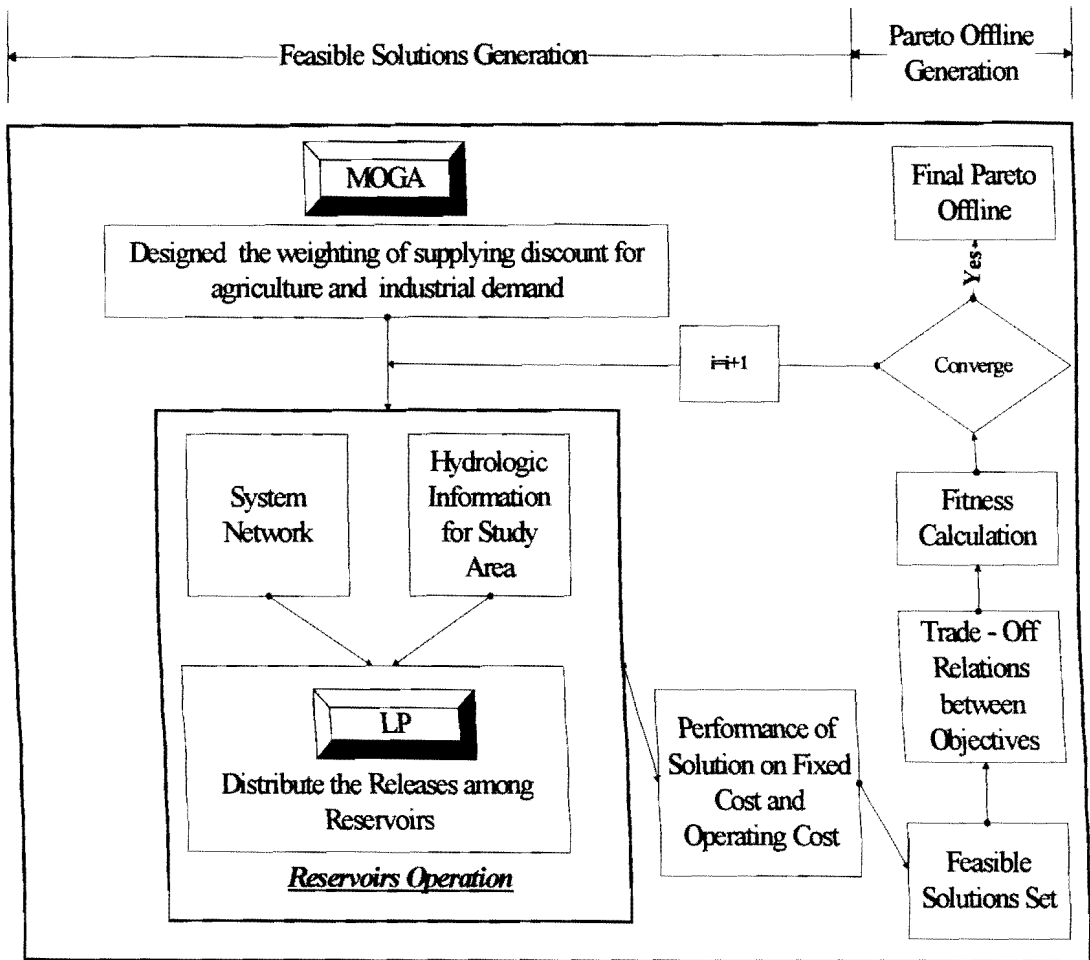 Feasible Solutions Generation
Pareto Offline
Generation
MOGA
Designed the weighting of supplying discount for
agriculture and industrial demand
Final Pareto
Offline
Yes
i=i+1
Converge
System
Network
Hydrologic
Information
for Study
Area
Fitness
Calculation
LP
Distribute the Releases among
Reservoirs
Reservoirs Operation
Performance of
Solution on Fixed
Cost and
Operating Cost
Trade - Off
Relations
between
Objectives
Feasible
Solutions Set